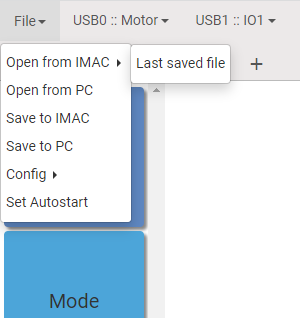 File
USB0 :: Motor
USB1 :: IO1
Open from IMAC
Last saved file
+
Open from PC
Save to IMAC
Save to PC
Config
Set Autostart
Mode